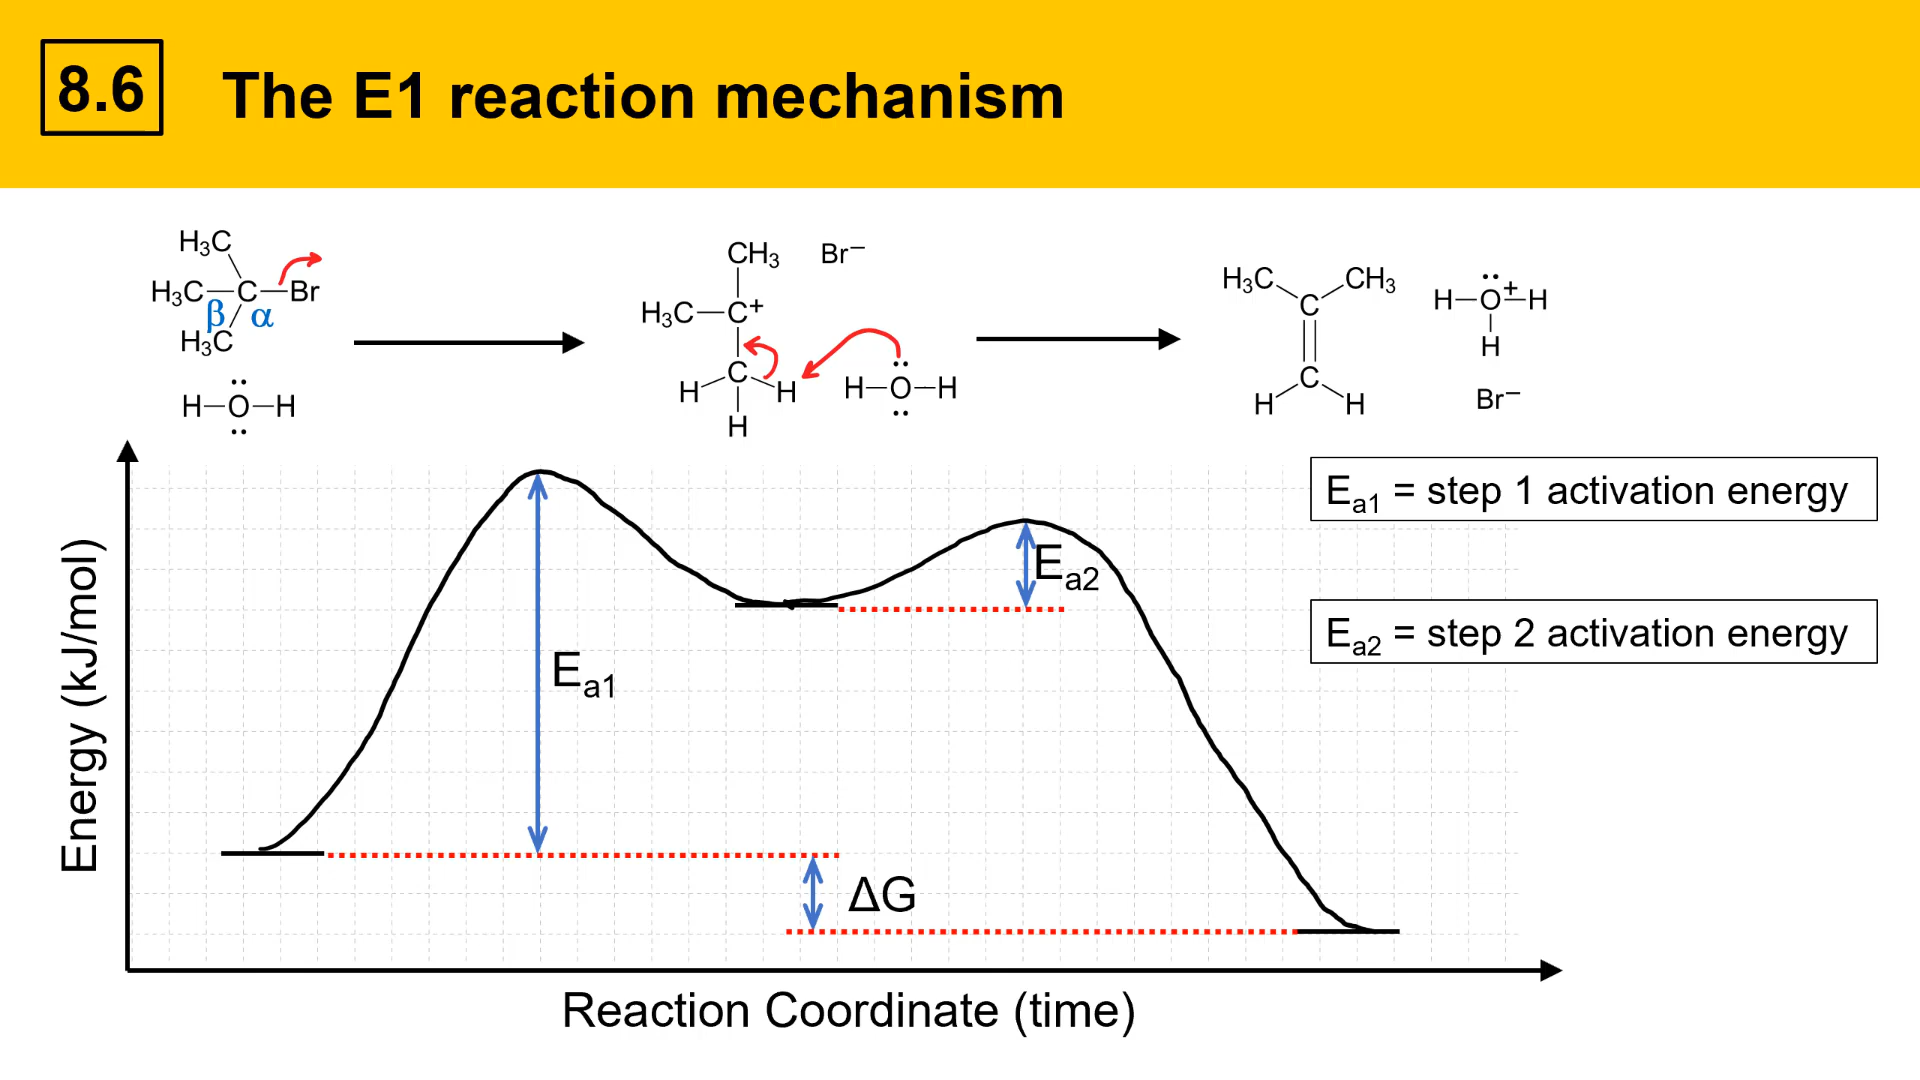 8.6
The E1 reaction mechanism
H₃C
H₃C—C—Br
β α
H₃C
H—O—H
CH₃ Br⁻
H₃C—C⁺
C
H H
H
H—O—H
H₃C CH₃
C
C
H H
H—O⁺—H
H
Br⁻
Energy (kJ/mol)
Ea1
Ea2
ΔG
Ea1 = step 1 activation energy
Ea2 = step 2 activation energy
Reaction Coordinate (time)